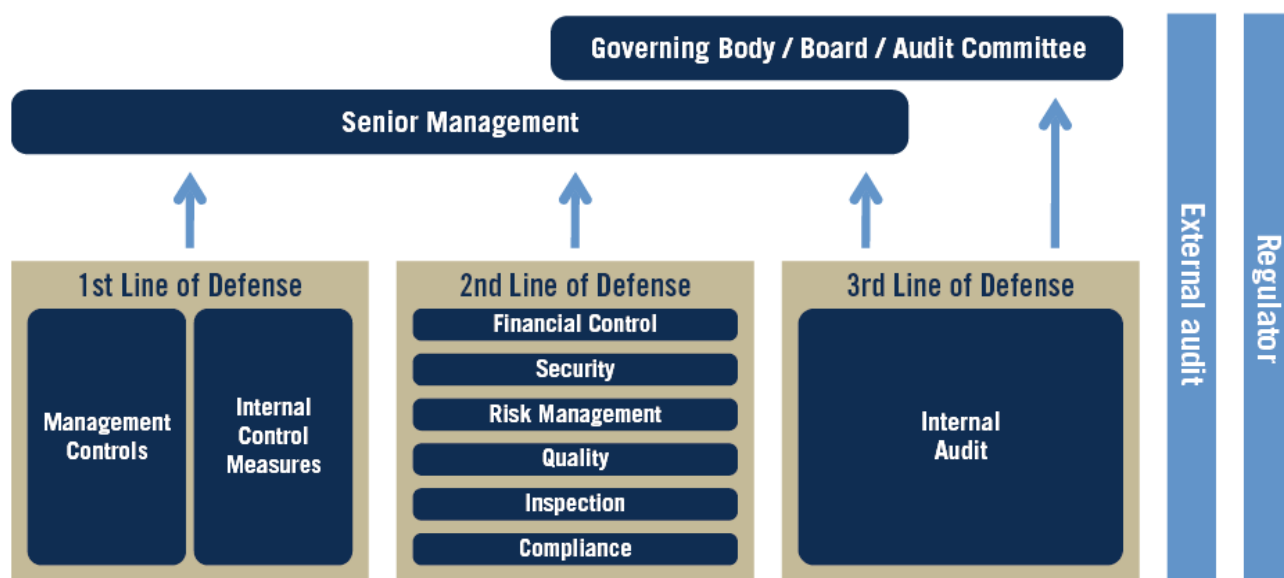 Governing Body / Board / Audit Committee
Senior Management
1st Line of Defense
Management
Controls
Internal
Control
Measures
2nd Line of Defense
Financial Control
Security
Risk Management
Quality
Inspection
Compliance
3rd Line of Defense
Internal
Audit
External audit
Regulator